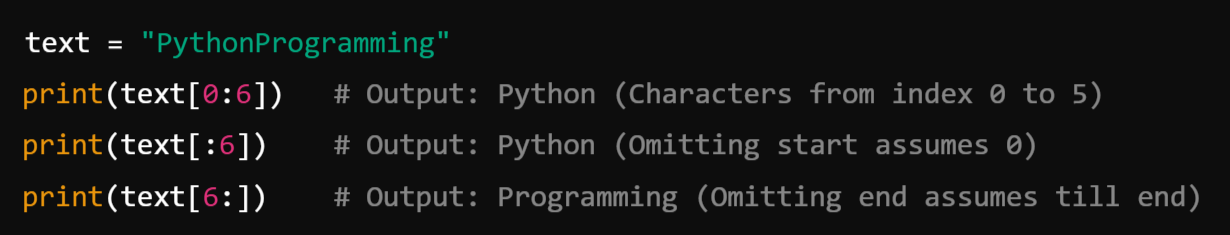 text = "PythonProgramming"
print(text[0:6])   # Output: Python (Characters from index 0 to 5)
print(text[:6])    # Output: Python (Omitting start assumes 0)
print(text[6:])    # Output: Programming (Omitting end assumes till end)